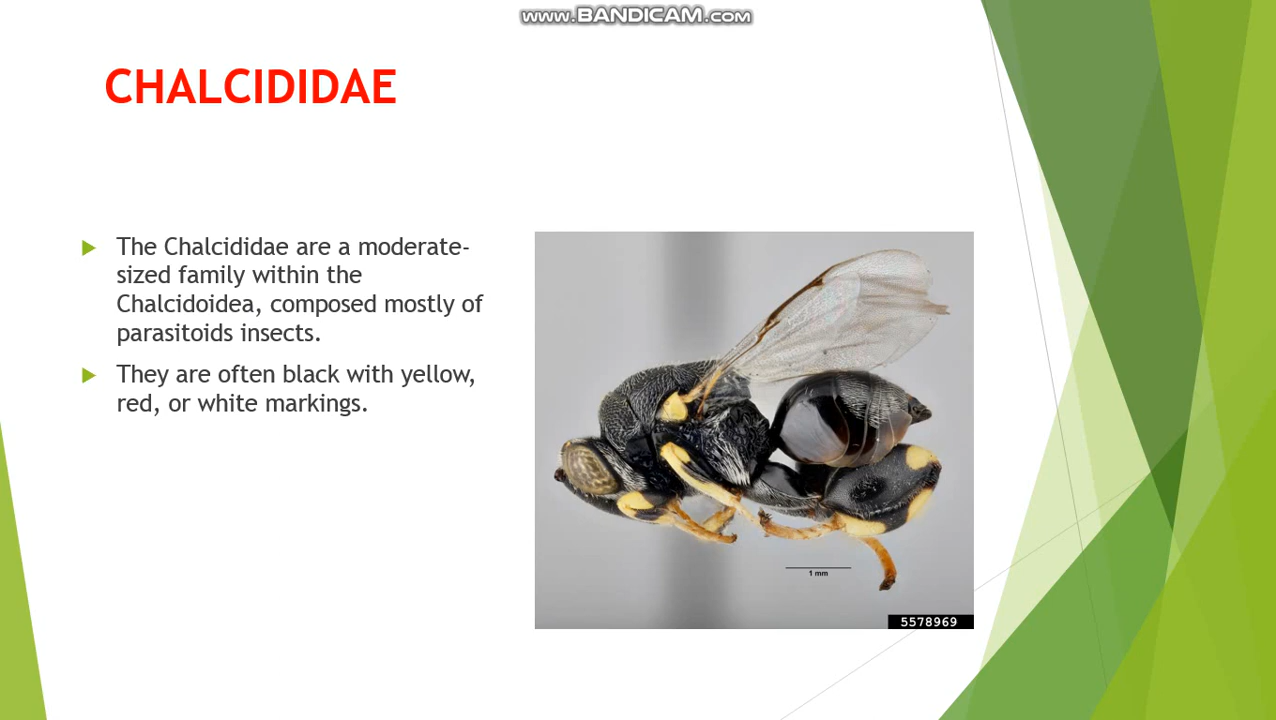 www.BANDICAM.com
CHALCIDIDAE
The Chalcididae are a moderate-
sized family within the
Chalcidoidea, composed mostly of
parasitoids insects.
They are often black with yellow,
red, or white markings.
1 mm
5578969